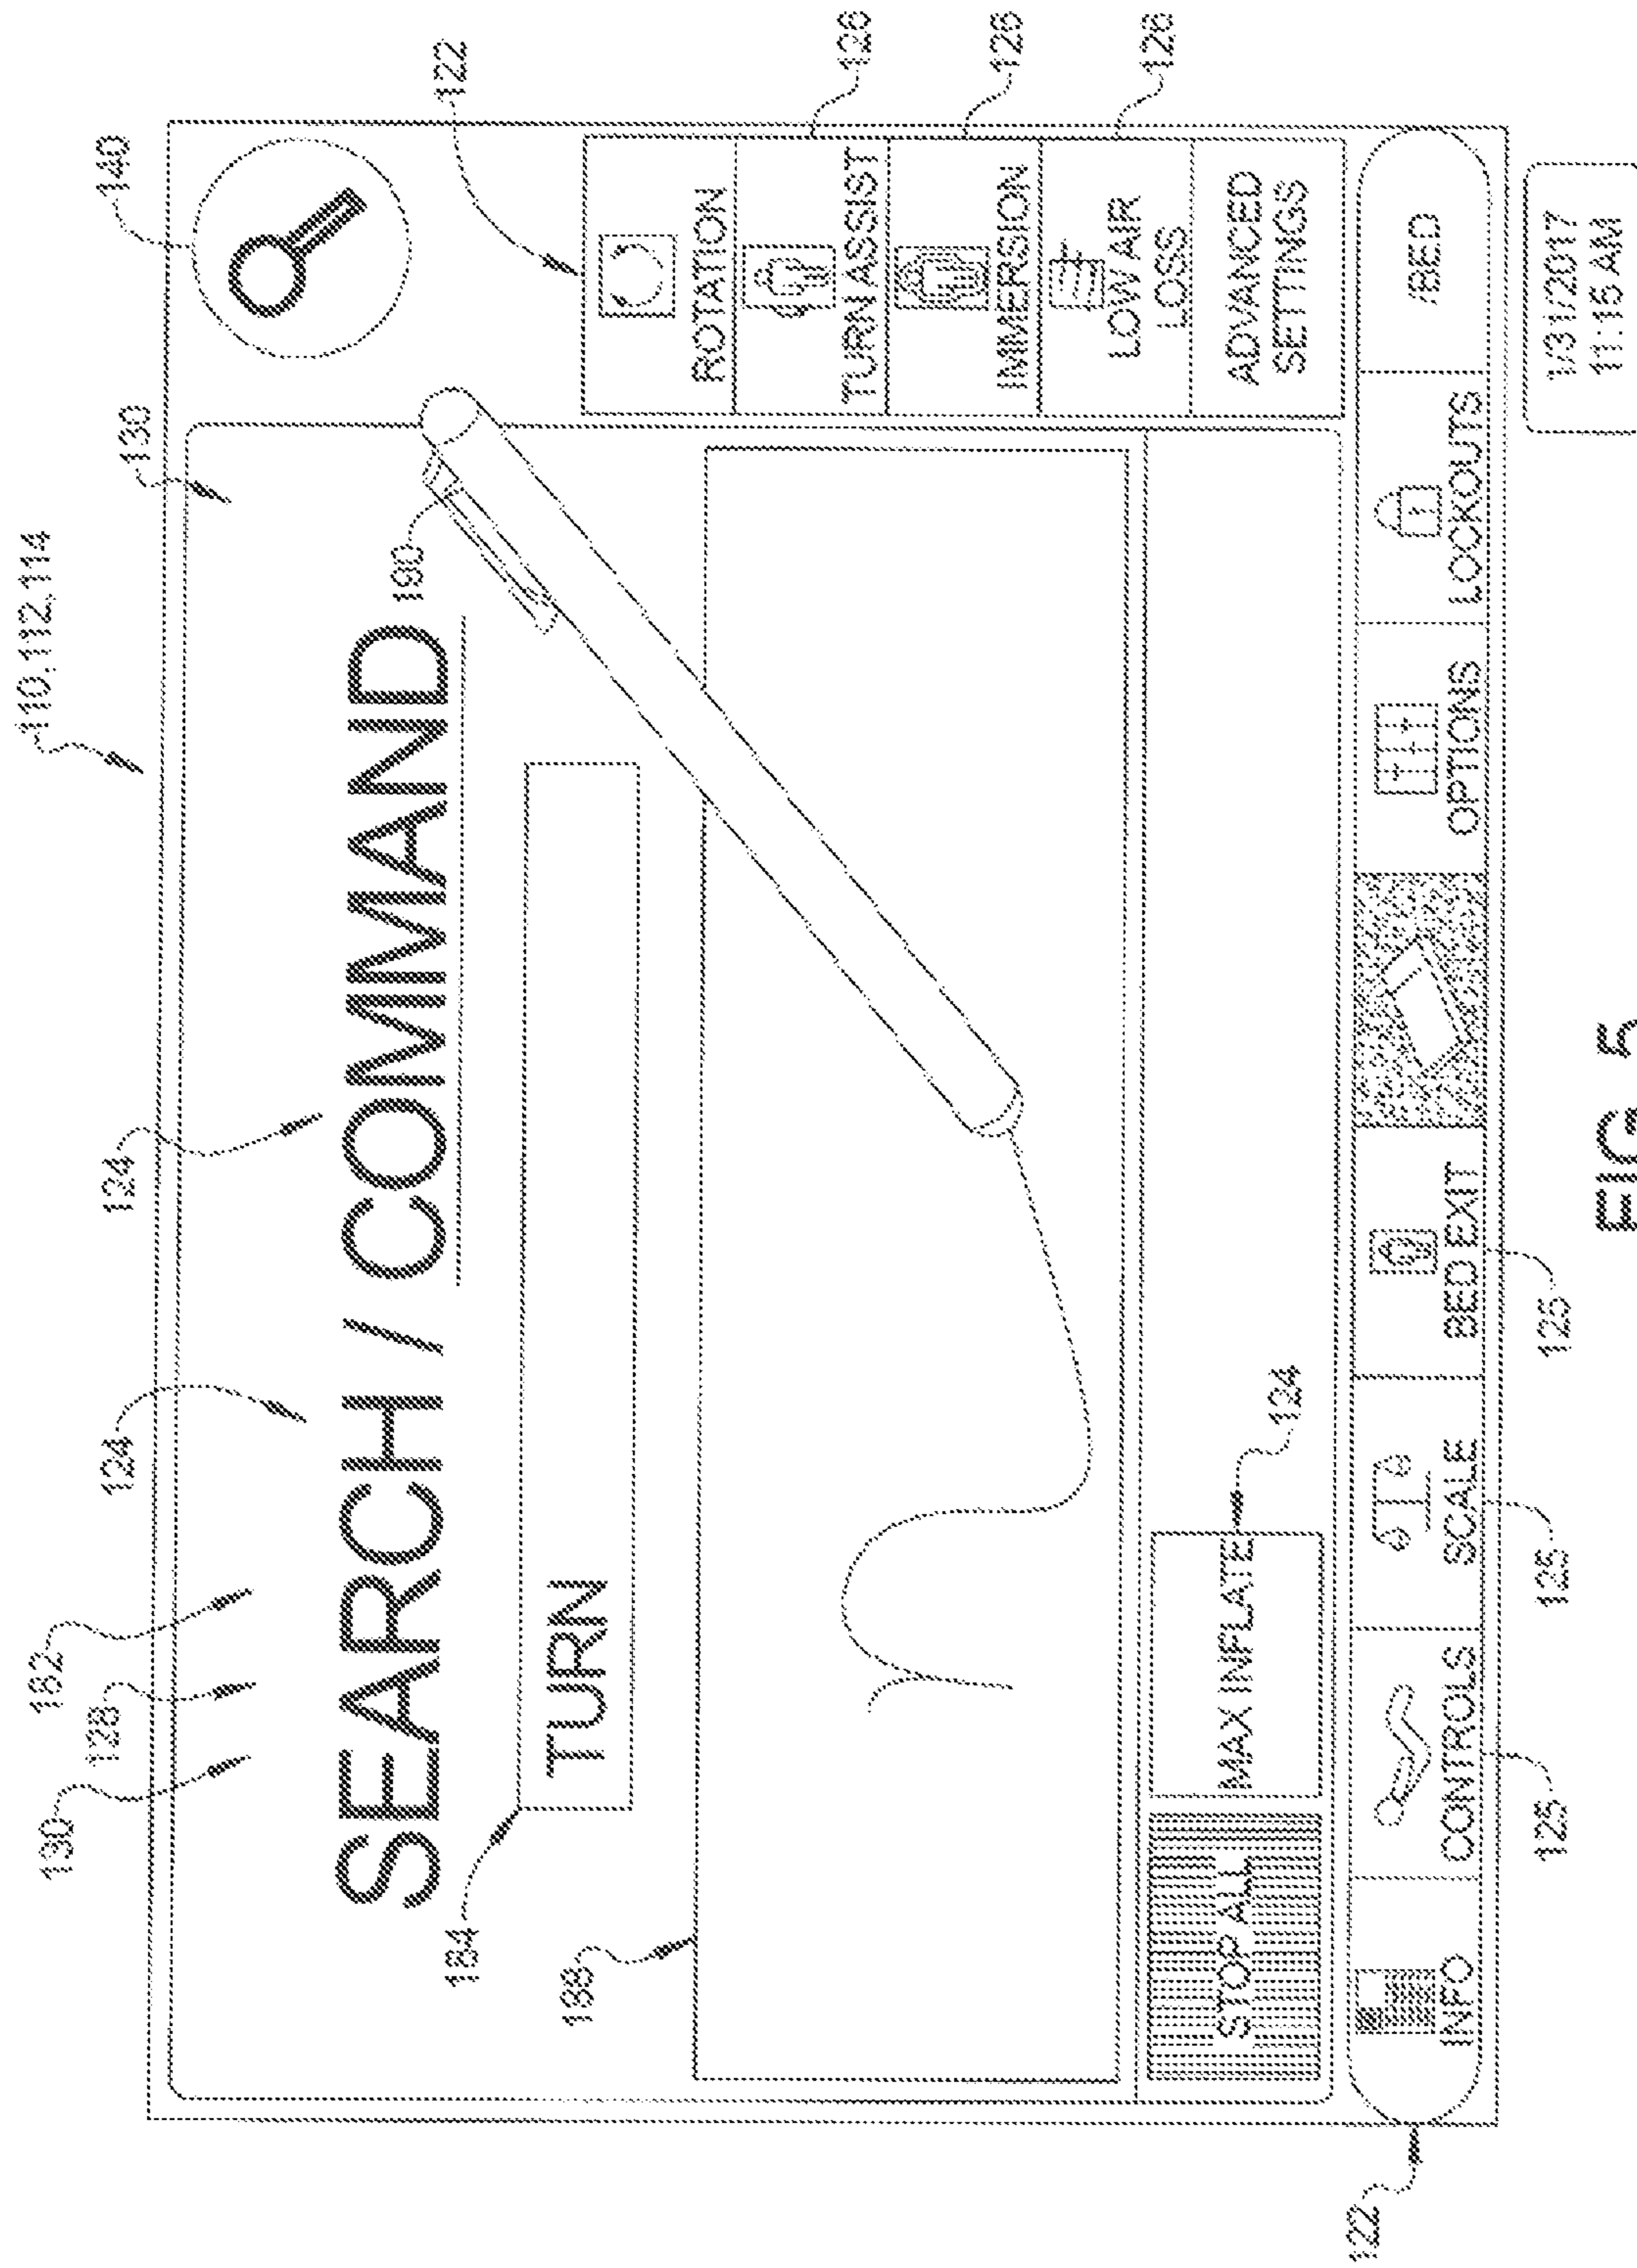 110,112,114
130
128
182
124
124
130
140
SEARCH / COMMAND
190
122
184
TURN
188
ROTATION
TURN ASSIST
126
IMMERSION
126
LOW AIR
LOSS
126
ADVANCED
SETTINGS
STOP ALL
MAX INFLATE
124
122
INFO
CONTROLS
SCALE
BED EXIT
OPTIONS
LOCKOUTS
/BED
125
125
125
1/31/2017
11:15 AM
FIG. 5